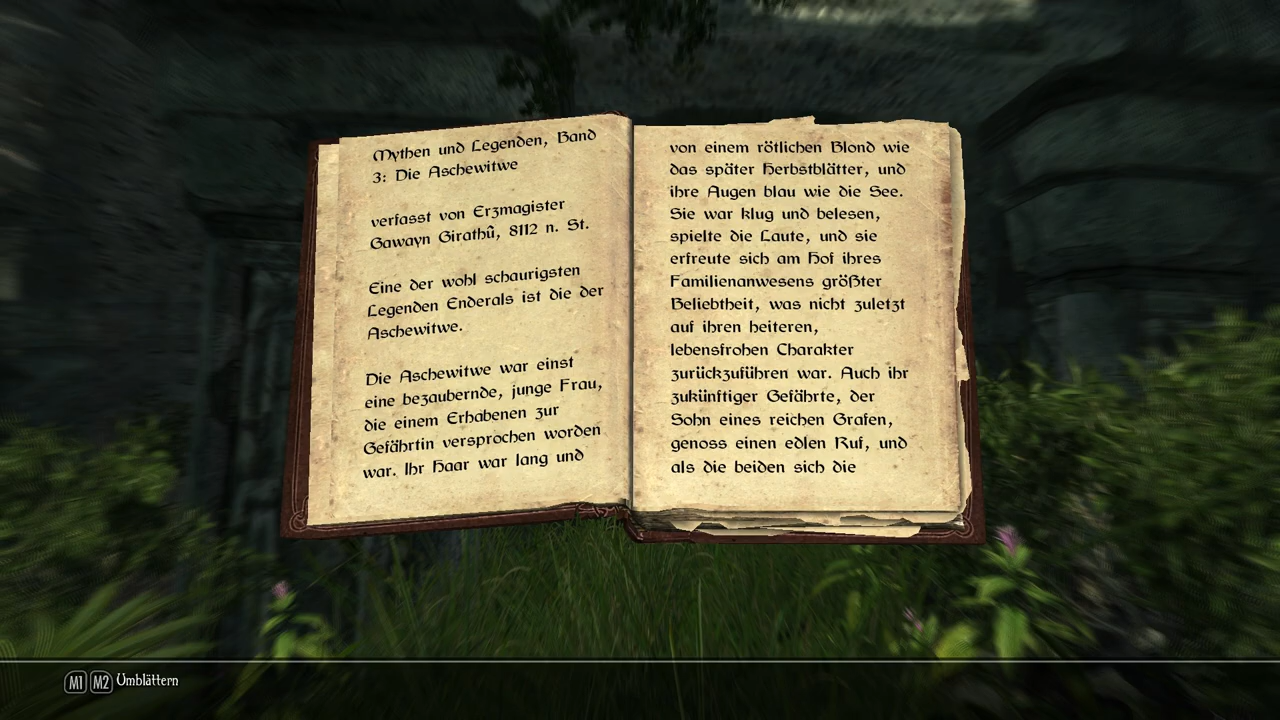 Mythen und Legenden, Band
3: Die Aschewitwe
verfasst von Erzmagister
Gawayn Girathû, 8112 n. St.
Eine der wohl schaurigsten
Legenden Enderals ist die der
Aschewitwe.
Die Aschewitwe war einst
eine bezaubernde, junge Frau,
die einem Erhabenen zur
Gefährtin versprochen worden
war. Ihr Haar war lang und
von einem rötlichen Blond wie
das später Herbstblätter, und
ihre Augen blau wie die See.
Sie war klug und belesen,
spielte die Laute, und sie
erfreute sich am Hof ihres
Familienanwesens größter
Beliebtheit, was nicht zuletzt
auf ihren heiteren,
lebensfrohen Charakter
zurückzuführen war. Auch ihr
zukünftiger Gefährte, der
Sohn eines reichen Grafen,
genoss einen edlen Ruf, und
als die beiden sich die
M1 M2 Umblättern